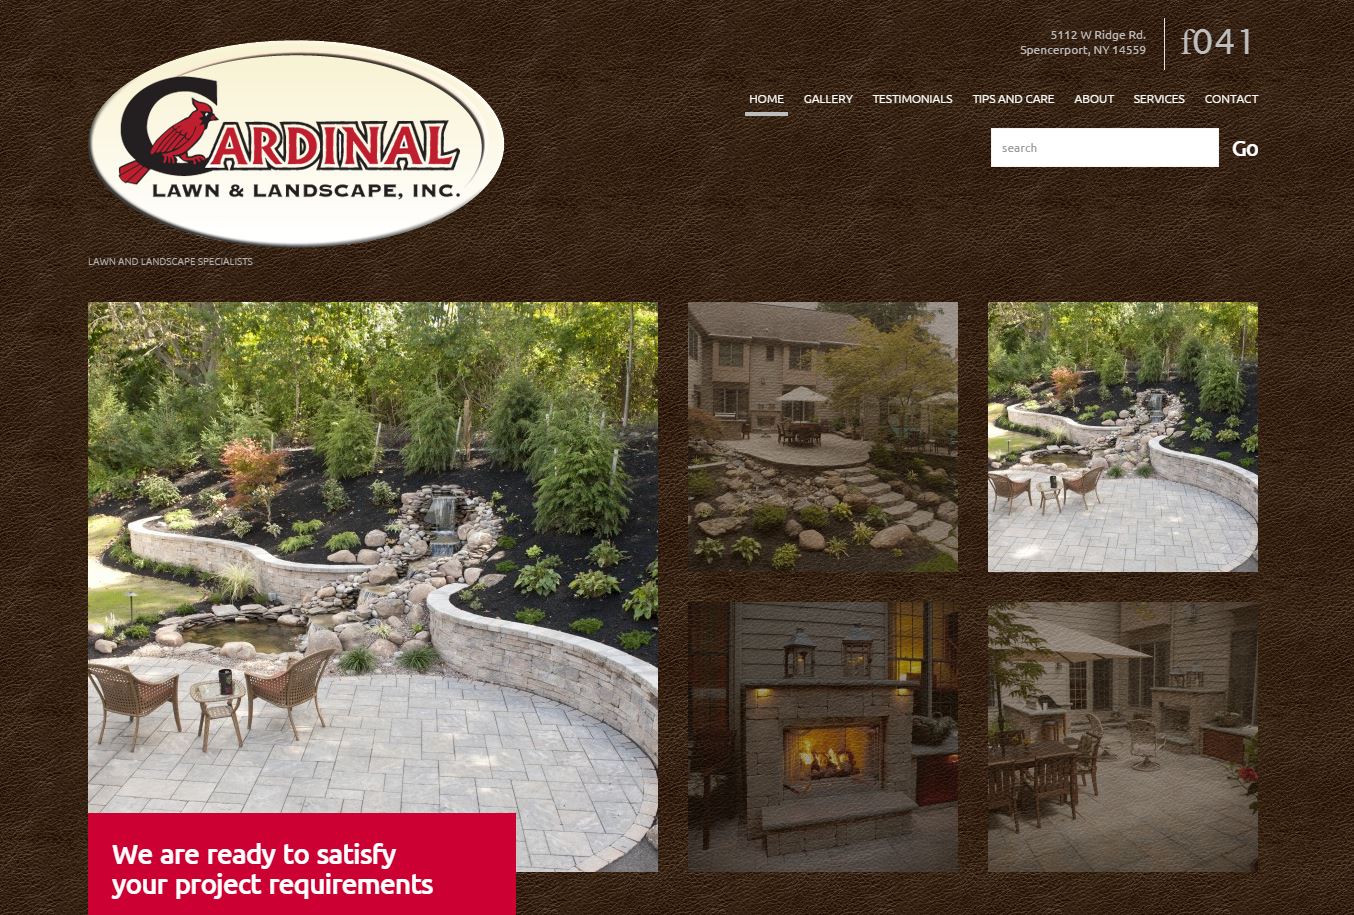 CARDINAL
LAWN & LANDSCAPE, INC.
LAWN AND LANDSCAPE SPECIALISTS
5112 W Ridge Rd.
Spencerport, NY 14559
f041
HOME GALLERY TESTIMONIALS TIPS AND CARE ABOUT SERVICES CONTACT
search
Go
We are ready to satisfy
your project requirements